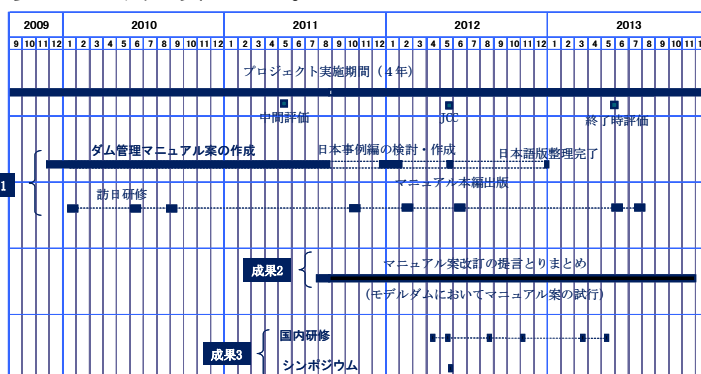 2009 2010 2011 2012 2013
9 10 11 12 1 2 3 4 5 6 7 8 9 10 11 12 1 2 3 4 5 6 7 8 9 10 11 12 1 2 3 4 5 6 7 8 9 10 11 12 1 2 3 4 5 6 7 8 9 10 11
プロジェクト実施期間（4年）
中間評価 JCC 終了時評価
ダム管理マニュアル案の作成 日本事例編の検討・作成 日本語版整理完了
1
訪日研修 マニュアル本編出版
成果2 マニュアル案改訂の提言とりまとめ
（モデルダムにおいてマニュアル案の試行）
国内研修
成果3
シンポジウム